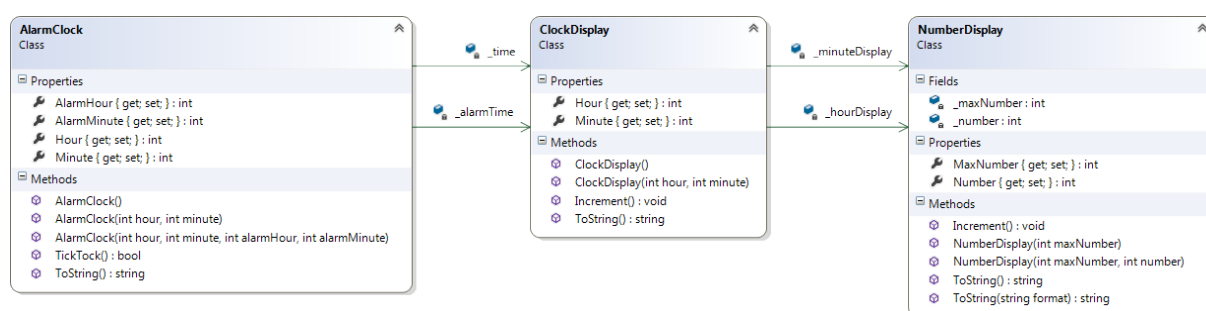 AlarmClock
Class
Properties
AlarmHour { get; set; } : int
AlarmMinute { get; set; } : int
Hour { get; set; } : int
Minute { get; set; } : int
Methods
AlarmClock()
AlarmClock(int hour, int minute)
AlarmClock(int hour, int minute, int alarmHour, int alarmMinute)
TickTock() : bool
ToString() : string
_time
_alarmTime
ClockDisplay
Class
Properties
Hour { get; set; } : int
Minute { get; set; } : int
Methods
ClockDisplay()
ClockDisplay(int hour, int minute)
Increment() : void
ToString() : string
_minuteDisplay
_hourDisplay
NumberDisplay
Class
Fields
_maxNumber : int
_number : int
Properties
MaxNumber { get; set; } : int
Number { get; set; } : int
Methods
Increment() : void
NumberDisplay(int maxNumber)
NumberDisplay(int maxNumber, int number)
ToString() : string
ToString(string format) : string